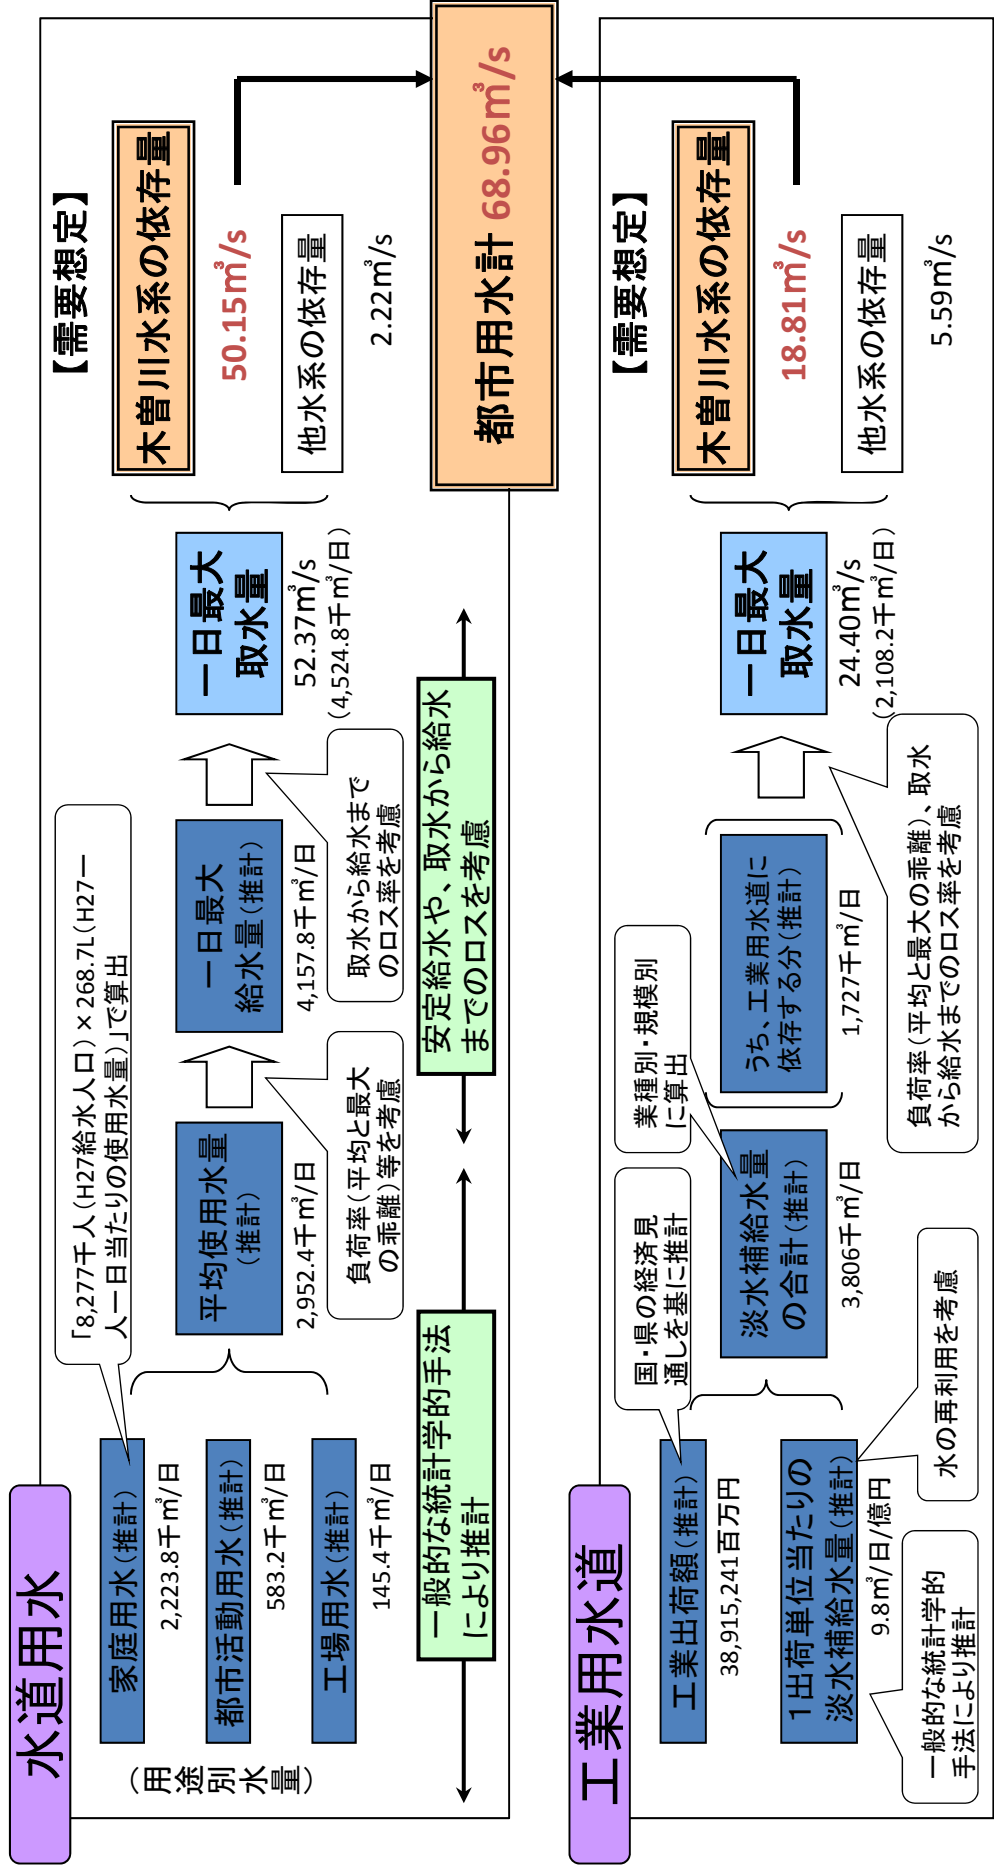 水道用水
（用途別水量）
家庭用水（推計）
2,223.8千㎥/日
都市活動用水（推計）
583.2千㎥/日
工場用水（推計）
145.4千㎥/日
「8,277千人（H27給水人口）×268.7L（H27一
人一日当たりの使用水量）」で算出
平均使用水量
（推計）
2,952.4千㎥/日
負荷率（平均と最大
の乖離）等を考慮
一日最大
給水量（推計）
4,157.8千㎥/日
取水から給水まで
のロス率を考慮
一日最大
取水量
52.37㎥/s
（4,524.8千㎥/日）
【需要想定】
木曽川水系の依存量
50.15㎥/s
他水系の依存量
2.22㎥/s
一般的な統計学的手法
により推計
安定給水や、取水から給水
までのロスを考慮
都市用水計 68.96㎥/s
工業用水道
工業出荷額（推計）
38,915,241百万円
１出荷単位当たりの
淡水補給水量（推計）
9.8㎥/日/億円
一般的な統計学的
手法により推計
国・県の経済見
通しを基に推計
水の再利用を考慮
淡水補給水量
の合計（推計）
3,806千㎥/日
業種別・規模別
に算出
うち、工業用水道に
依存する分（推計）
1,727千㎥/日
負荷率（平均と最大の乖離）、取水
から給水までのロス率を考慮
一日最大
取水量
24.40㎥/s
（2,108.2千㎥/日）
【需要想定】
木曽川水系の依存量
18.81㎥/s
他水系の依存量
5.59㎥/s